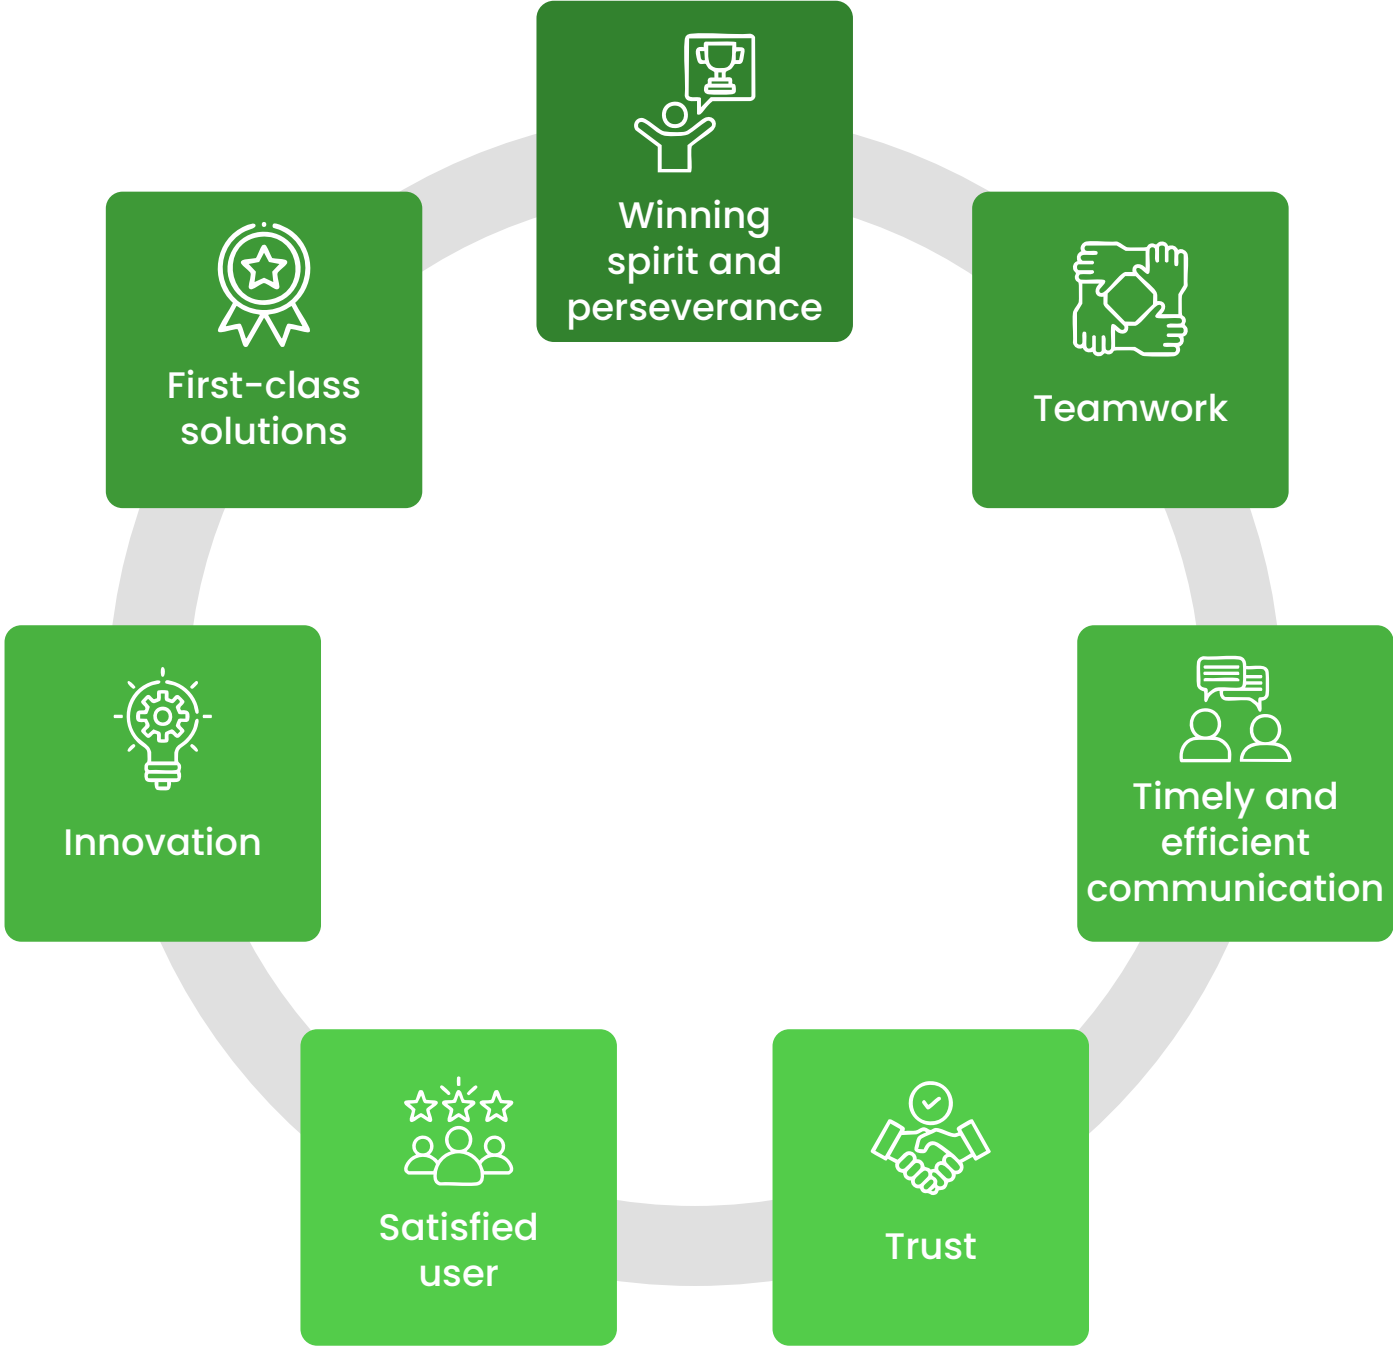 Winning
spirit and
perseverance
Teamwork
Timely and
efficient
communication
Trust
Satisfied
user
Innovation
First-class
solutions